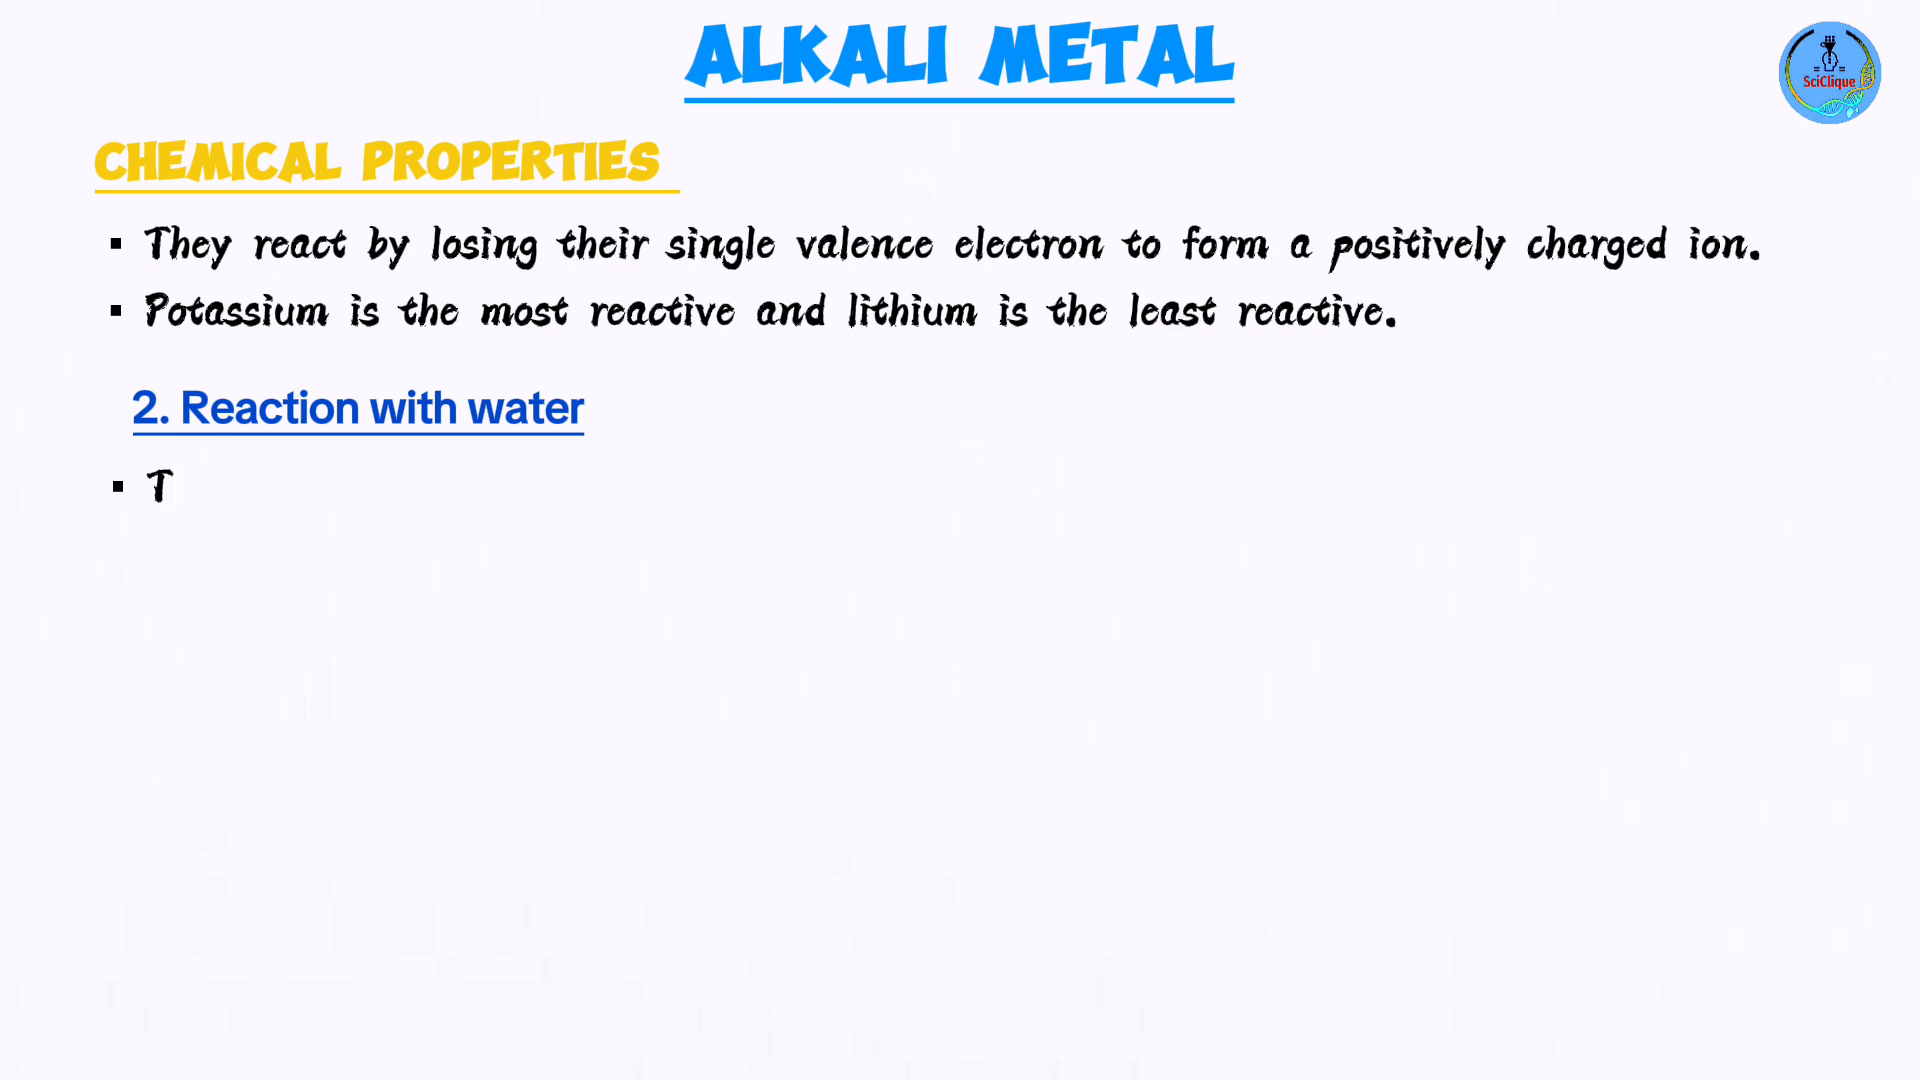 ALKALI METAL
SciClique
CHEMICAL PROPERTIES
▪ They react by losing their single valence electron to form a positively charged ion.
▪ Potassium is the most reactive and lithium is the least reactive.
2. Reaction with water
▪ T